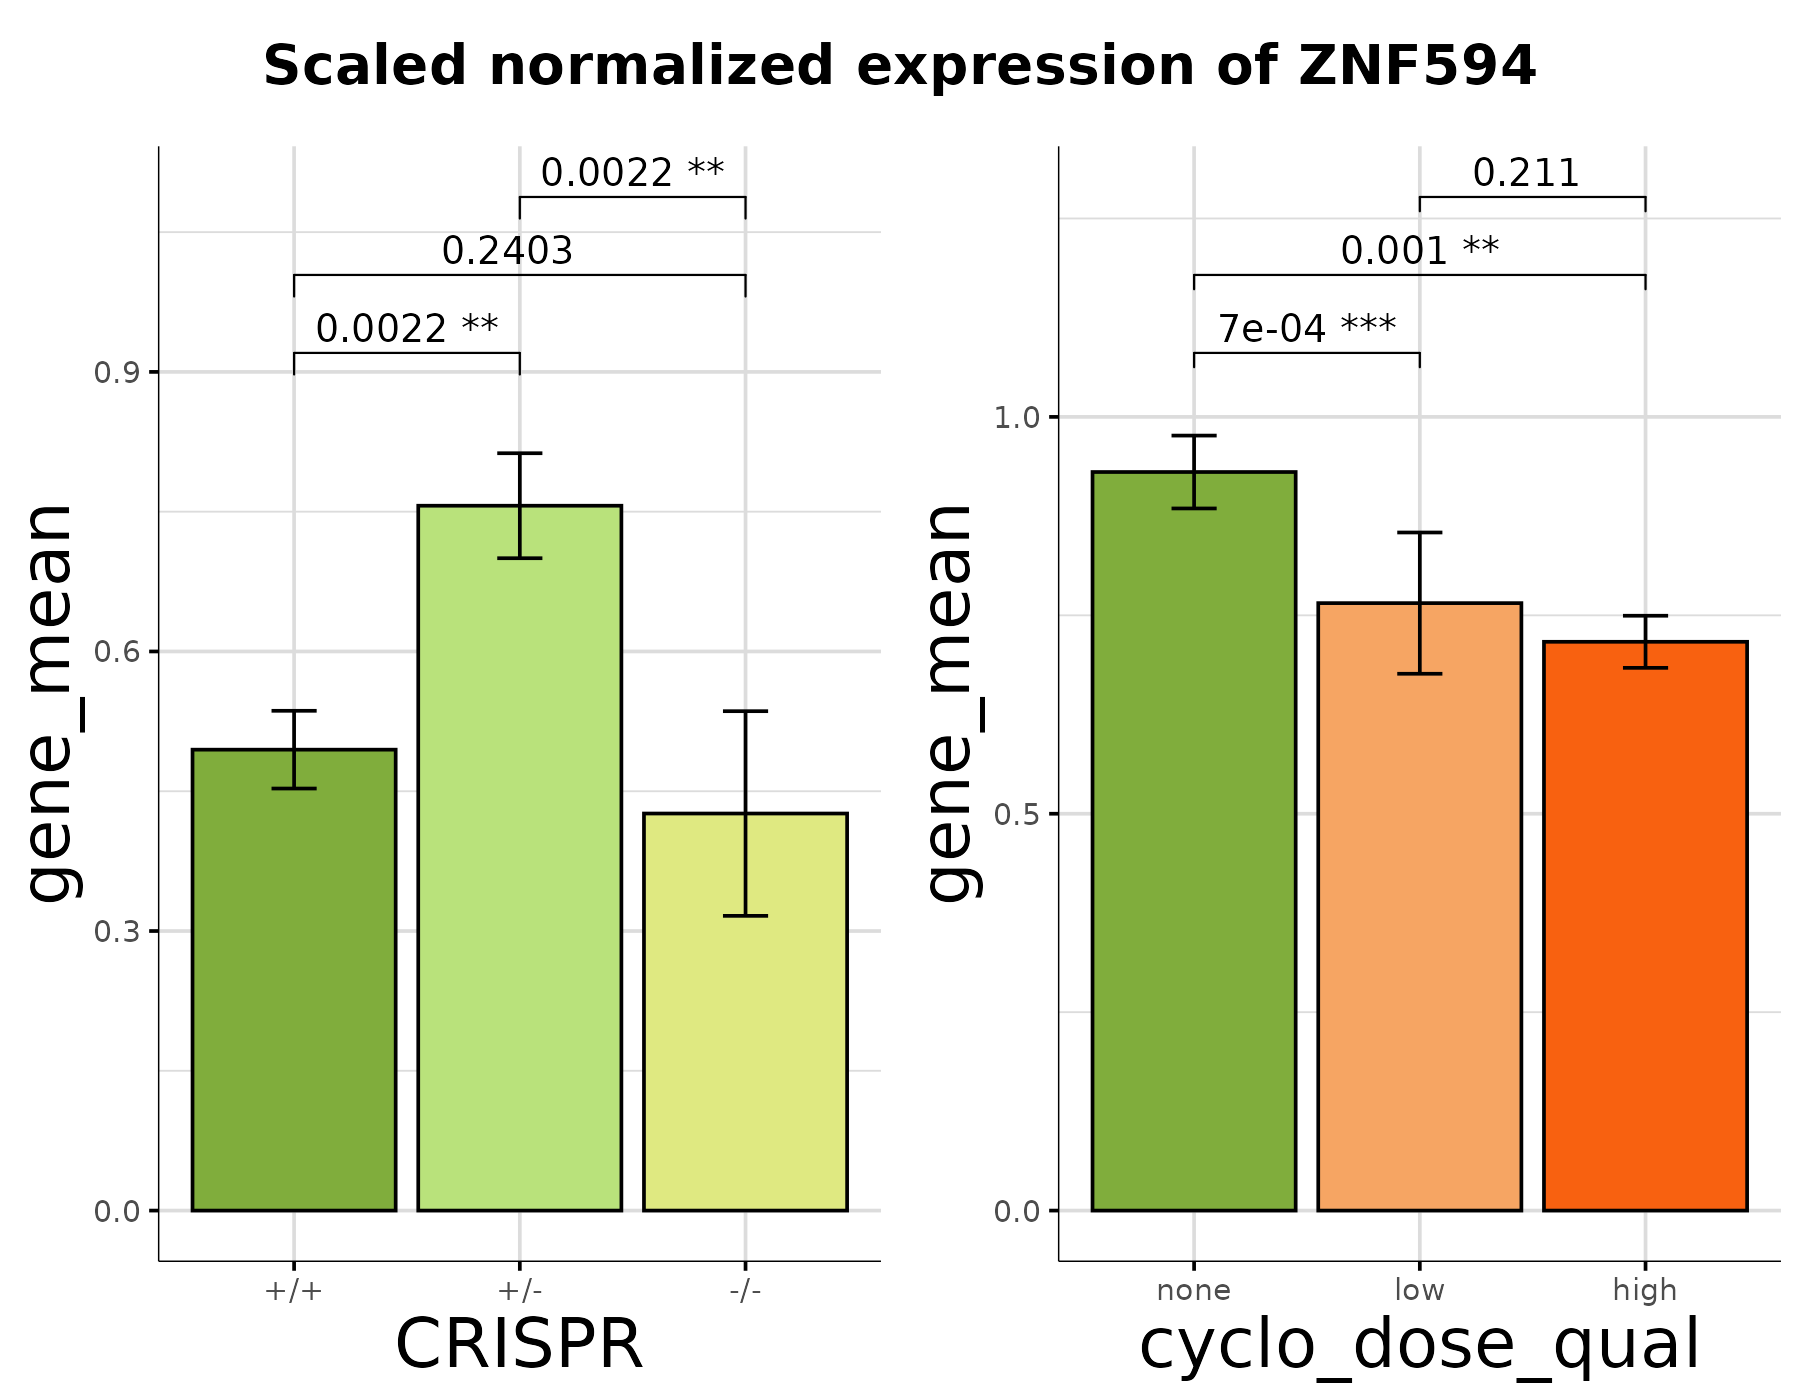 Scaled normalized expression of ZNF594
gene_mean
0.9
0.6
0.3
0.0
0.0022 **
0.2403
0.0022 **
+/+ +/- -/-
CRISPR
gene_mean
1.0
0.5
0.0
0.211
0.001 **
7e-04 ***
none low high
cyclo_dose_qual